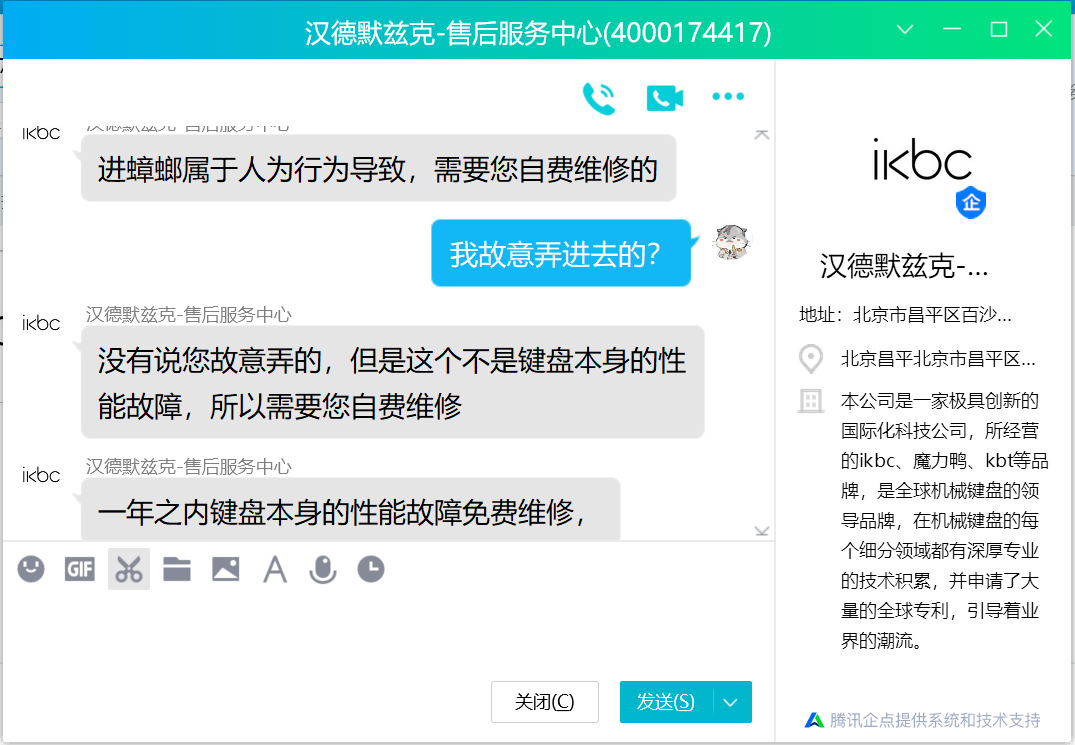 汉德默兹克-售后服务中心(4000174417)
ikbc
汉德默兹克-售后服务中心
进蟑螂属于人为行为导致，需要您自费维修的
我故意弄进去的？
ikbc
汉德默兹克-售后服务中心
没有说您故意弄的，但是这个不是键盘本身的性
能故障，所以需要您自费维修
ikbc
汉德默兹克-售后服务中心
一年之内键盘本身的性能故障免费维修，
GIF
关闭(C)
发送(S)
ikbc
企
汉德默兹克-...
地址：北京市昌平区百沙...
北京昌平北京市昌平区...
本公司是一家极具创新的
国际化科技公司，所经营
的ikbc、魔力鸭、kbt等品
牌，是全球机械键盘的领
导品牌，在机械键盘的每
个细分领域都有深厚专业
的技术积累，并申请了大
量的全球专利，引导着业
界的潮流。
腾讯企点提供系统和技术支持